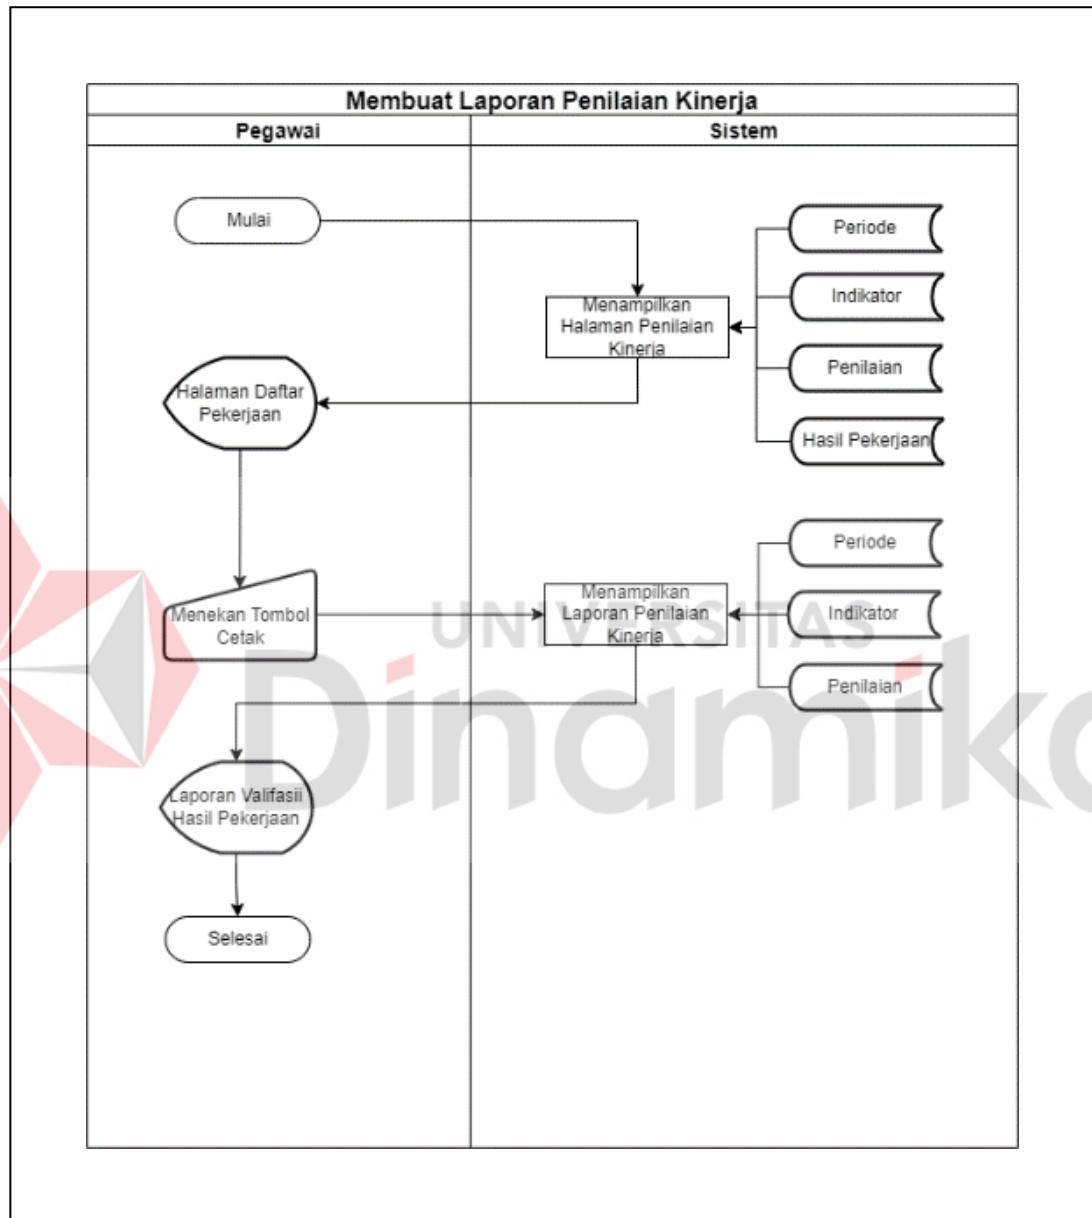 Membuat Laporan Penilaian Kinerja
Pegawai
Sistem
Mulai
Periode
Menampilkan
Halaman Penilaian
Kinerja
Indikator
Halaman Daftar
Pekerjaan
Penilaian
Hasil Pekerjaan
Periode
Menekan Tombol
Cetak
Menampilkan
Laporan Penilaian
Kinerja
Indikator
Penilaian
UNIVERSITAS
Dinamika
Laporan Valifasii
Hasil Pekerjaan
Selesai